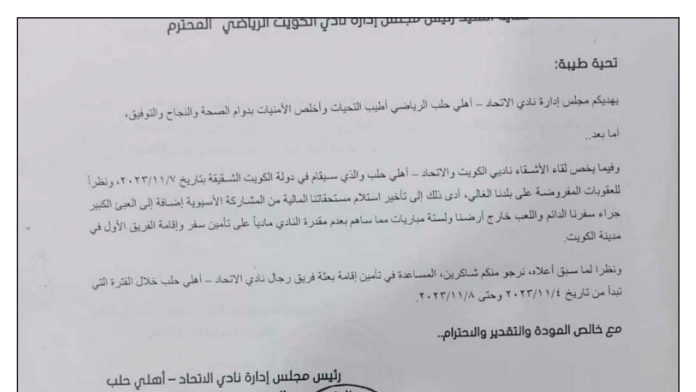 السيد رئيس مجلس إدارة نادي الكويت الرياضي المحترم
تحية طيبة:
يهديكم مجلس إدارة نادي الاتحاد – أهلي حلب الرياضي أطيب التحيات وأخلص الأمنيات بدوام الصحة والنجاح والتوفيق،
أما بعد..
وفيما يخص لقاء الأشقاء ناديي الكويت والاتحاد – أهلي حلب والذي سيقام في دولة الكويت الشقيقة بتاريخ ٢٠٢٣/١١/٧، ونظراً
للعقوبات المفروضة على بلدنا الغالي، أدى ذلك إلى تأخير استلام مستحقاتنا المالية من المشاركة الأسيوية إضافة إلى العبئ الكبير
جراء سفرنا الدائم واللعب خارج أرضنا ولستة مباريات مما ساهم بعدم مقدرة النادي مادياً على تأمين سفر وإقامة الفريق الأول في
مدينة الكويت.
ونظرا لما سبق أعلاه، نرجو منكم شاكرين، المساعدة في تأمين إقامة بعثة فريق رجال نادي الاتحاد – أهلي حلب خلال الفترة التي
تبدأ من تاريخ ٢٠٢٣/١١/٤ وحتى ٢٠٢٣/١١/٨.
مع خالص المودة والتقدير والاحترام..
رئيس مجلس إدارة نادي الاتحاد – أهلي حلب